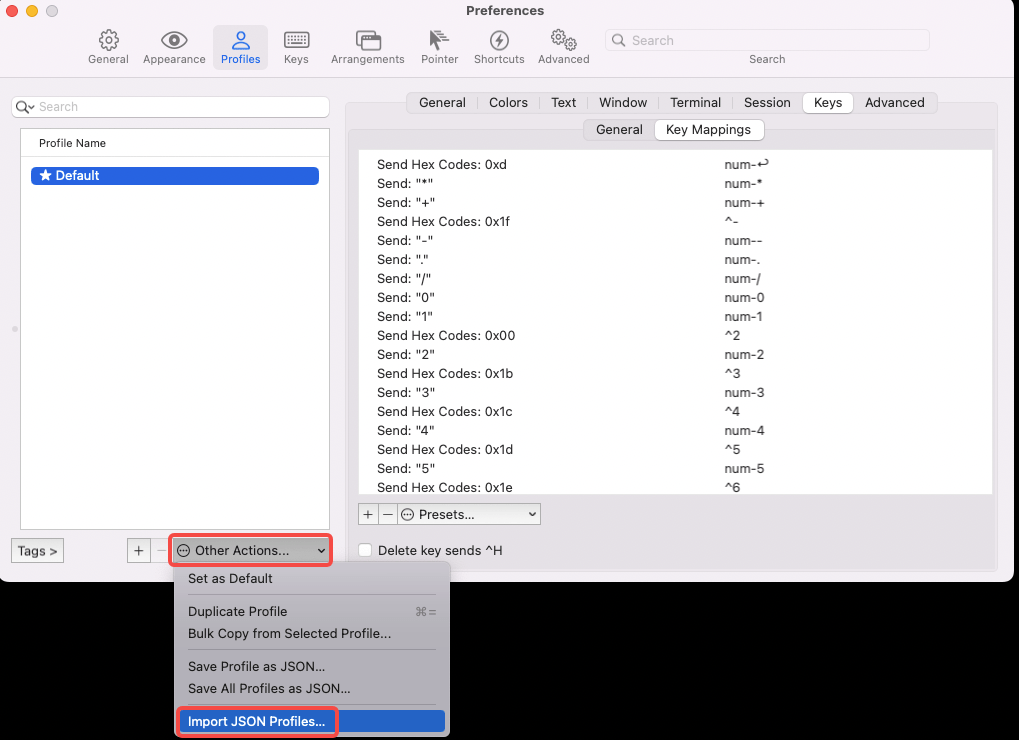 Preferences
General
Appearance
Profiles
Keys
Arrangements
Pointer
Shortcuts
Advanced
Search
Search
Search
Profile Name
★ Default
General
Colors
Text
Window
Terminal
Session
Keys
Advanced
General
Key Mappings
Send Hex Codes: 0xd num-↩
Send: "*" num-*
Send: "+" num-+
Send Hex Codes: 0x1f ^-
Send: "-" num--
Send: "." num-.
Send: "/" num-/
Send: "0" num-0
Send: "1" num-1
Send Hex Codes: 0x00 ^2
Send: "2" num-2
Send Hex Codes: 0x1b ^3
Send: "3" num-3
Send Hex Codes: 0x1c ^4
Send: "4" num-4
Send Hex Codes: 0x1d ^5
Send: "5" num-5
Send Hex Codes: 0x1e ^6
+ − Presets...
Delete key sends ^H
Tags >
+ − Other Actions...
Set as Default
Duplicate Profile ⌘=
Bulk Copy from Selected Profile...
Save Profile as JSON...
Save All Profiles as JSON...
Import JSON Profiles...